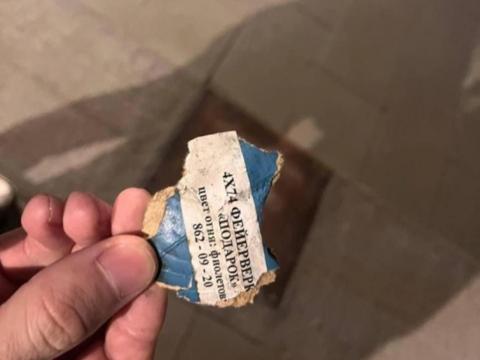 4Х74 ФЕЙЕРВЕРК
«ПОДАРОК»
цвет огня: фиолетов
862 - 09 - 20